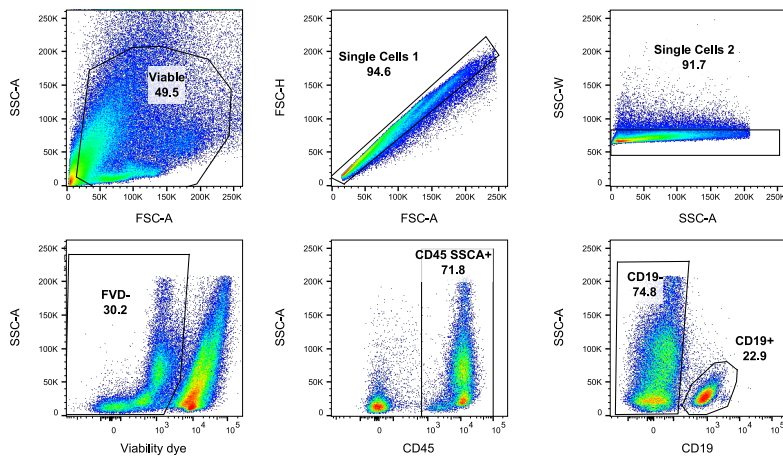 250K
200K
150K
100K
50K
0
SSC-A
Viable
49.5
0 50K 100K 150K 200K 250K
FSC-A
250K
200K
150K
100K
50K
0
FSC-H
Single Cells 1
94.6
0 50K 100K 150K 200K 250K
FSC-A
250K
200K
150K
100K
50K
0
SSC-W
Single Cells 2
91.7
0 50K 100K 150K 200K 250K
SSC-A
250K
200K
150K
100K
50K
0
SSC-A
FVD-
30.2
0 10³ 10⁴ 10⁵
Viability dye
250K
200K
150K
100K
50K
0
SSC-A
CD45 SSCA+
71.8
0 10³ 10⁴ 10⁵
CD45
250K
200K
150K
100K
50K
0
SSC-A
CD19-
74.8
CD19+
22.9
0 10³ 10⁴ 10⁵
CD19